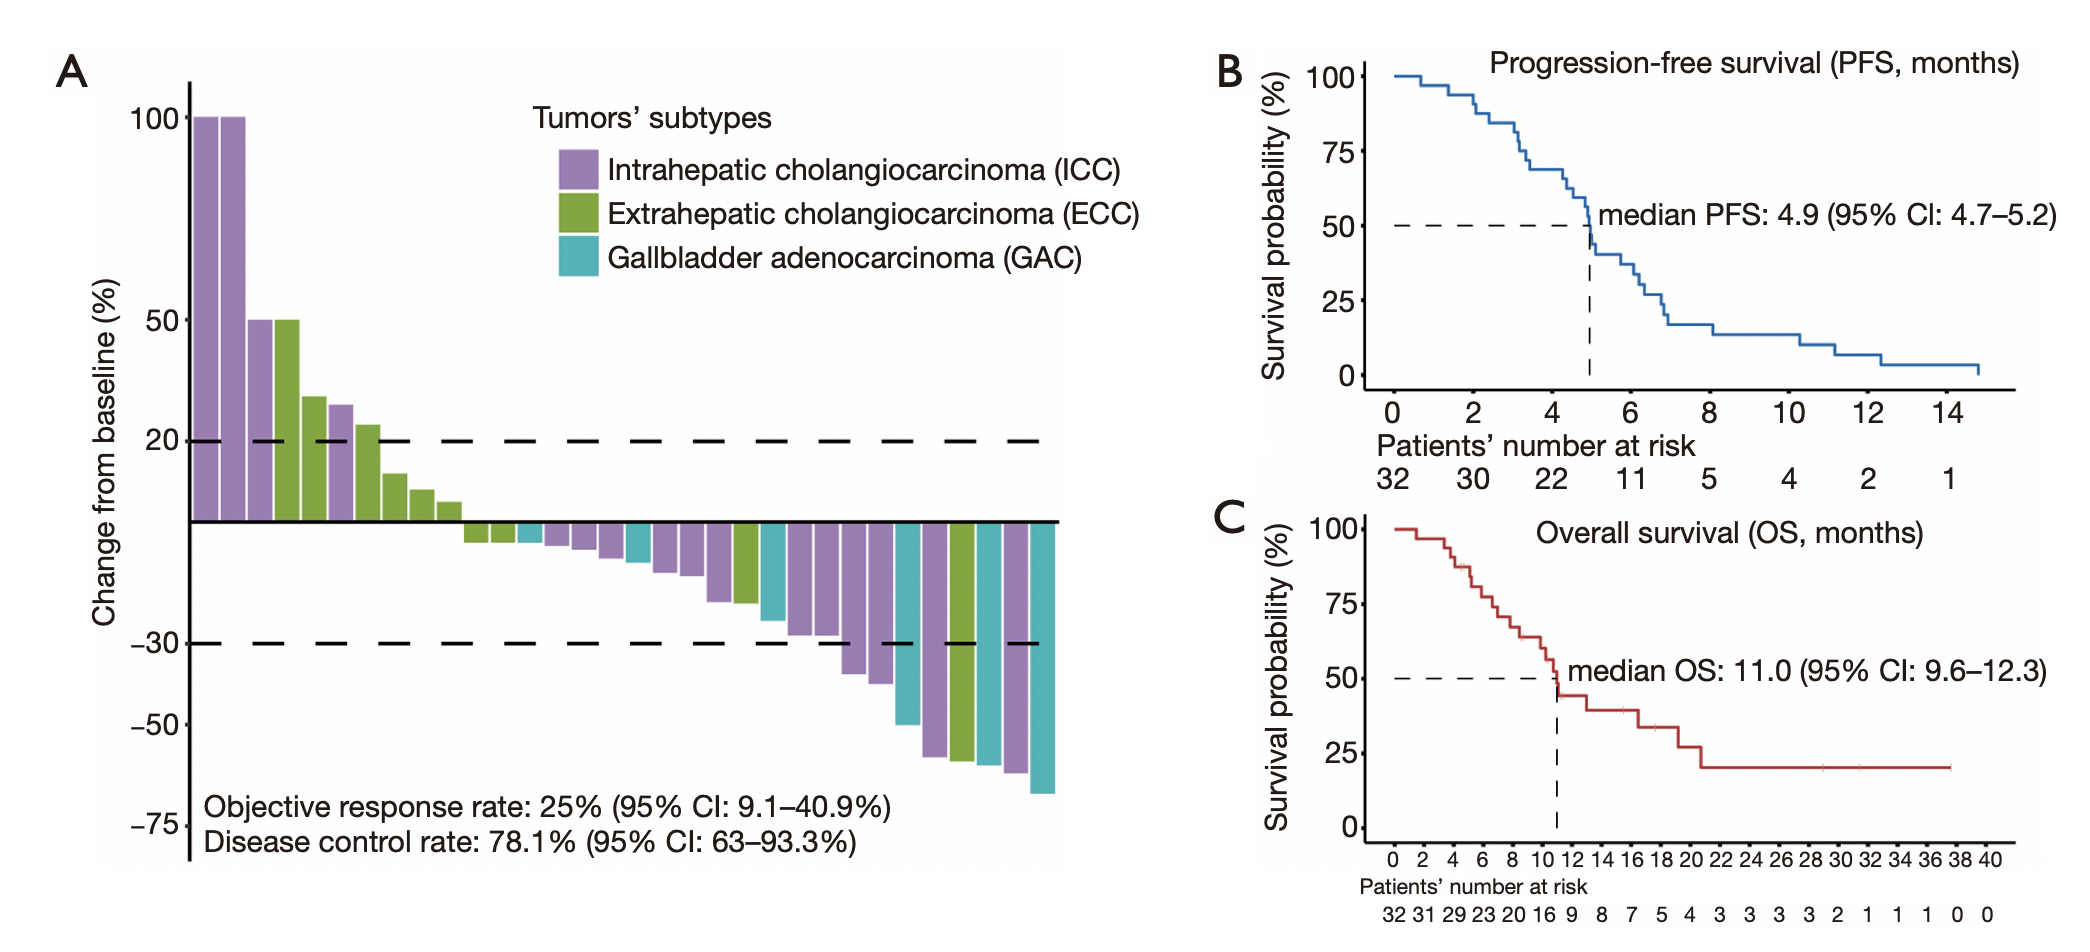 A
Change from baseline (%)
100
50
20
–30
–50
–75
Tumors’ subtypes
Intrahepatic cholangiocarcinoma (ICC)
Extrahepatic cholangiocarcinoma (ECC)
Gallbladder adenocarcinoma (GAC)
Objective response rate: 25% (95% CI: 9.1–40.9%)
Disease control rate: 78.1% (95% CI: 63–93.3%)
B
Progression-free survival (PFS, months)
Survival probability (%)
100
75
50
25
0
median PFS: 4.9 (95% CI: 4.7–5.2)
0 2 4 6 8 10 12 14
Patients’ number at risk
32 30 22 11 5 4 2 1
C
Overall survival (OS, months)
Survival probability (%)
100
75
50
25
0
median OS: 11.0 (95% CI: 9.6–12.3)
0 2 4 6 8 10 12 14 16 18 20 22 24 26 28 30 32 34 36 38 40
Patients’ number at risk
32 31 29 23 20 16 9 8 7 5 4 3 3 3 3 2 1 1 1 0 0